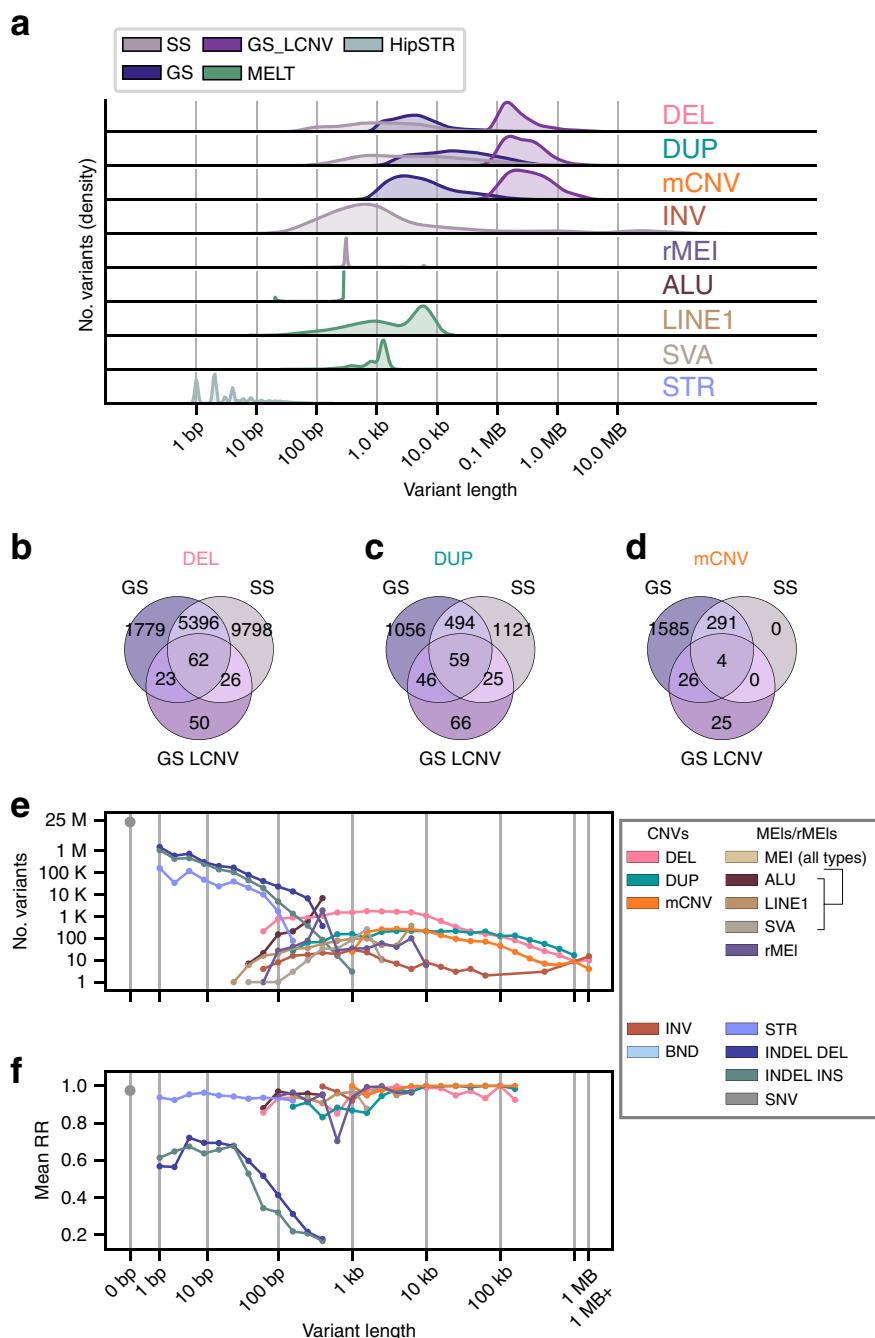 a
SS GS_LCNV HipSTR
GS MELT
No. variants (density)
DEL
DUP
mCNV
INV
rMEI
ALU
LINE1
SVA
STR
1 bp 10 bp 100 bp 1.0 kb 10.0 kb 0.1 MB 1.0 MB 10.0 MB
Variant length
b
DEL
GS SS
1779 5396 9798
62
23 26
50
GS LCNV
c
DUP
GS SS
1056 494 1121
59
46 25
66
GS LCNV
d
mCNV
GS SS
1585 291 0
4
26 0
25
GS LCNV
e
No. variants
25 M
1 M
100 K
10 K
1 K
100
10
1
CNVs MEIs/rMEIs
DEL MEI (all types)
DUP ALU
mCNV LINE1
SVA
rMEI
INV STR
BND INDEL DEL
INDEL INS
SNV
f
Mean RR
1.0
0.8
0.6
0.4
0.2
0 bp 1 bp 10 bp 100 bp 1 kb 10 kb 100 kb 1 MB 1 MB+
Variant length